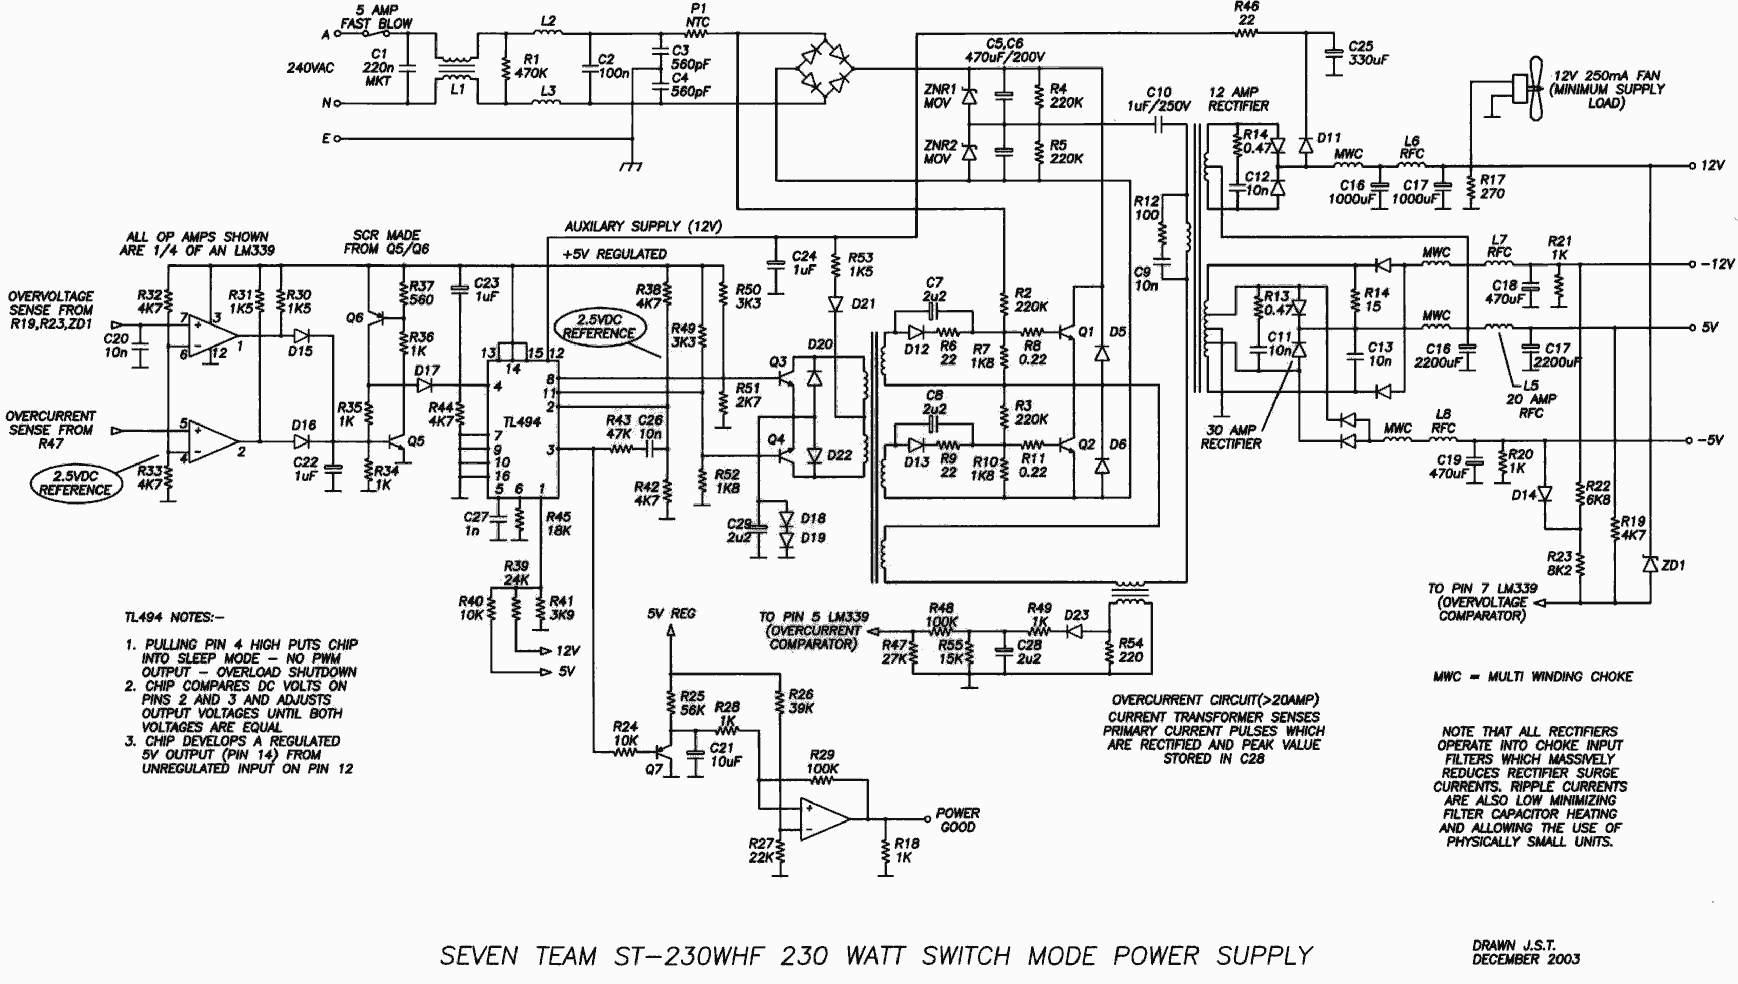 5 AMP
FAST BLOW
A
240VAC
N
E
C1
220n
MKT
L1
R1
470K
L2
L3
C2
100n
C3
560pF
C4
560pF
P1
NTC
C5,C6
470uF/200V
ZNR1
MOV
ZNR2
MOV
R4
220K
R5
220K
C10
1uF/250V
R46
22
C25
330uF
12V 250mA FAN
(MINIMUM SUPPLY
LOAD)
12 AMP
RECTIFIER
R14
0.47
C12
10n
D11
MWC
L6
RFC
C16
1000uF
C17
1000uF
R17
270
12V
R12
100
C9
10n
ALL OP AMPS SHOWN
ARE 1/4 OF AN LM339
SCR MADE
FROM Q5/Q6
AUXILARY SUPPLY (12V)
+5V REGULATED
OVERVOLTAGE
SENSE FROM
R19,R23,ZD1
C20
10n
R32
4K7
7
6
3
12
1
R31
1K5
R30
1K5
D15
Q6
R37
560
R36
1K
C23
1uF
D17
OVERCURRENT
SENSE FROM
R47
5
4
2
2.5VDC
REFERENCE
R33
4K7
D16
C22
1uF
R35
1K
R34
1K
Q5
R44
4K7
13
14
15
12
4
7
9
10
16
5
6
1
8
11
2
3
TL494
C27
1n
R45
18K
R39
24K
R40
10K
R41
3K9
12V
5V
2.5VDC
REFERENCE
R38
4K7
R49
3K3
R50
3K3
R43
47K
C26
10n
R42
4K7
R51
2K7
R52
1K8
C24
1uF
R53
1K5
D21
D20
Q3
Q4
D22
C29
2u2
D18
D19
C7
2u2
D12
R6
22
R7
1K8
R2
220K
R8
0.22
Q1
D5
C8
2u2
D13
R9
22
R10
1K8
R3
220K
R11
0.22
Q2
D6
R13
0.47
C11
10n
R14
15
C13
10n
30 AMP
RECTIFIER
MWC
L7
RFC
C18
470uF
R21
1K
-12V
MWC
C16
2200uF
C17
2200uF
L5
20 AMP
RFC
5V
MWC
L8
RFC
C19
470uF
R20
1K
-5V
D14
R22
6K8
R19
4K7
R23
8K2
ZD1
TO PIN 7 LM339
(OVERVOLTAGE
COMPARATOR)
TL494 NOTES:-
1. PULLING PIN 4 HIGH PUTS CHIP
INTO SLEEP MODE - NO PWM
OUTPUT - OVERLOAD SHUTDOWN
2. CHIP COMPARES DC VOLTS ON
PINS 2 AND 3 AND ADJUSTS
OUTPUT VOLTAGES UNTIL BOTH
VOLTAGES ARE EQUAL
3. CHIP DEVELOPS A REGULATED
5V OUTPUT (PIN 14) FROM
UNREGULATED INPUT ON PIN 12
5V REG
R25
56K
R24
10K
Q7
R28
1K
C21
10uF
R26
39K
R29
100K
R27
22K
R18
1K
POWER
GOOD
TO PIN 5 LM339
(OVERCURRENT
COMPARATOR)
R47
27K
R48
100K
R55
15K
C28
2u2
R49
1K
D23
R54
220
OVERCURRENT CIRCUIT(>20AMP)
CURRENT TRANSFORMER SENSES
PRIMARY CURRENT PULSES WHICH
ARE RECTIFIED AND PEAK VALUE
STORED IN C28
MWC = MULTI WINDING CHOKE
NOTE THAT ALL RECTIFIERS
OPERATE INTO CHOKE INPUT
FILTERS WHICH MASSIVELY
REDUCES RECTIFIER SURGE
CURRENTS. RIPPLE CURRENTS
ARE ALSO LOW MINIMIZING
FILTER CAPACITOR HEATING
AND ALLOWING THE USE OF
PHYSICALLY SMALL UNITS.
SEVEN TEAM ST-230WHF 230 WATT SWITCH MODE POWER SUPPLY
DRAWN J.S.T.
DECEMBER 2003